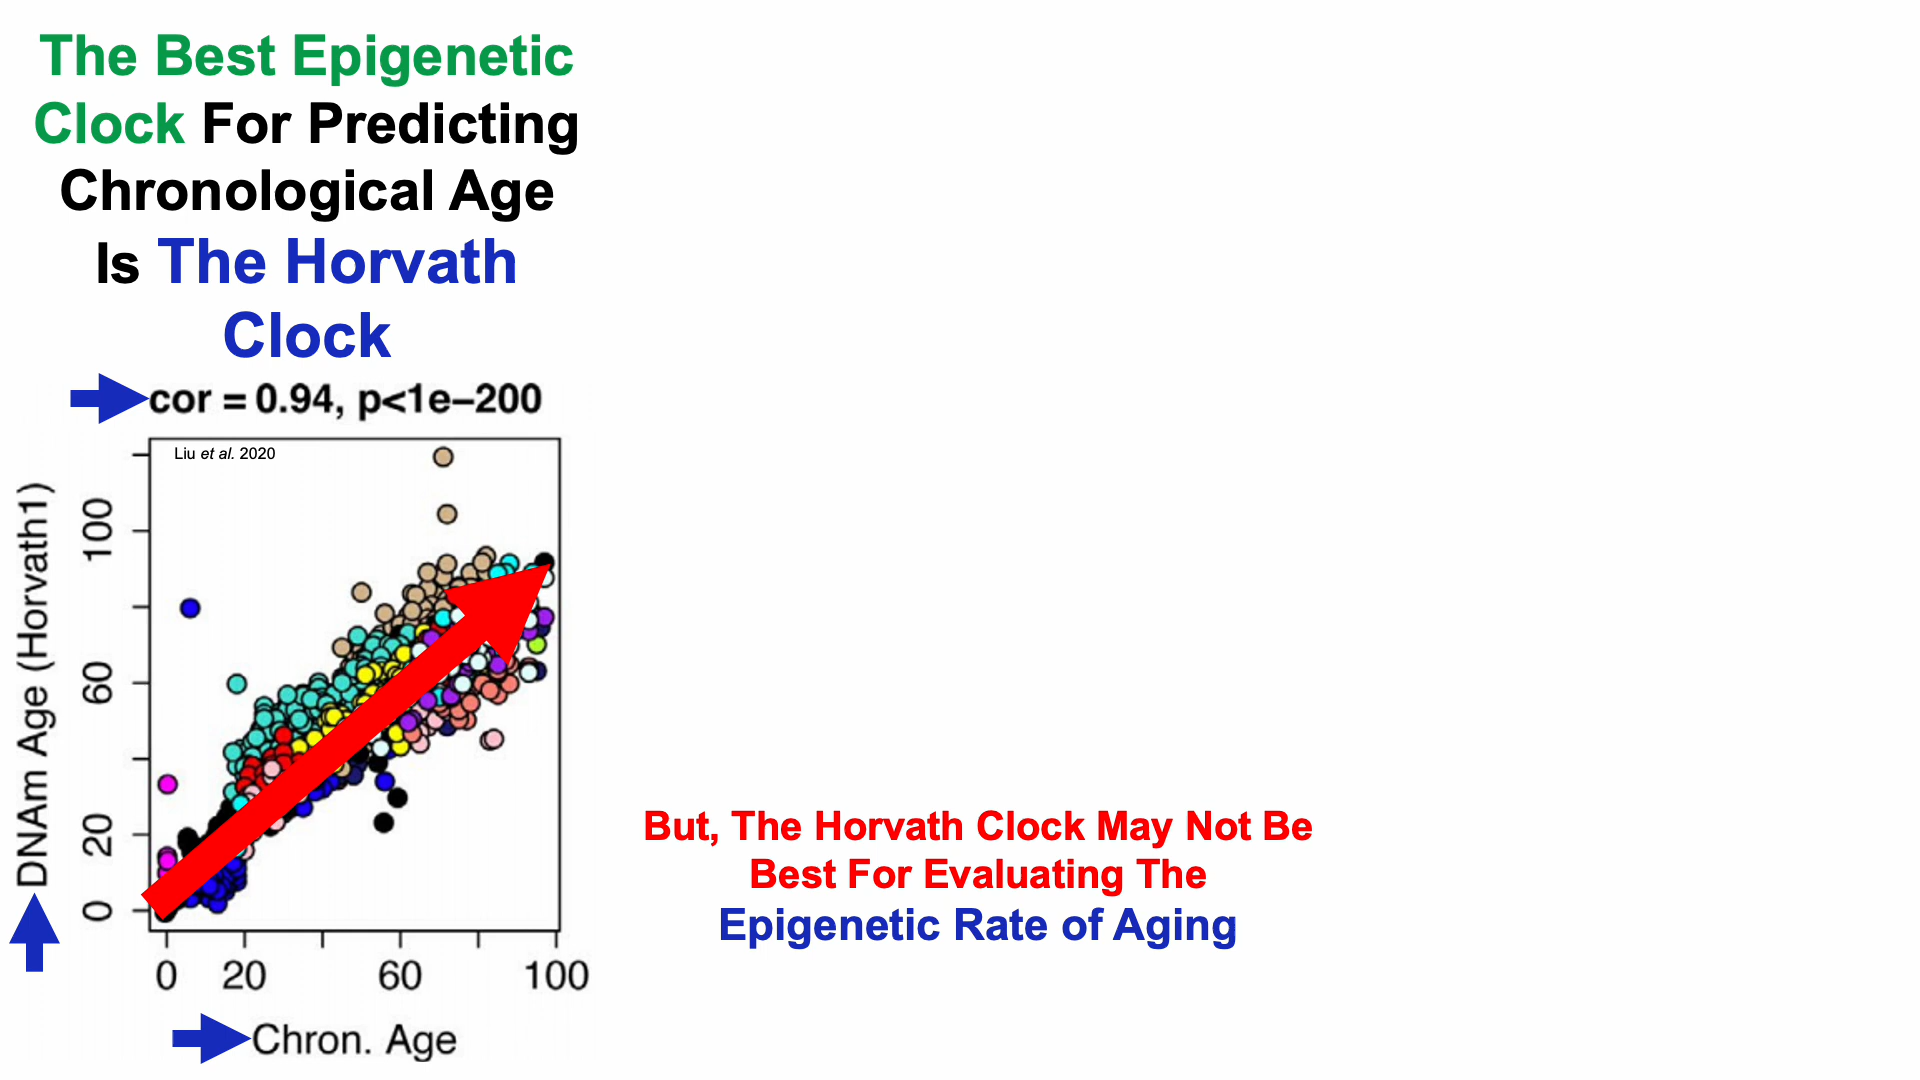 The Best Epigenetic
Clock For Predicting
Chronological Age
Is The Horvath
Clock
cor = 0.94, p<1e−200
Liu et al. 2020
DNAm Age (Horvath1)
100
60
20
0
0 20 60 100
Chron. Age
But, The Horvath Clock May Not Be
Best For Evaluating The
Epigenetic Rate of Aging